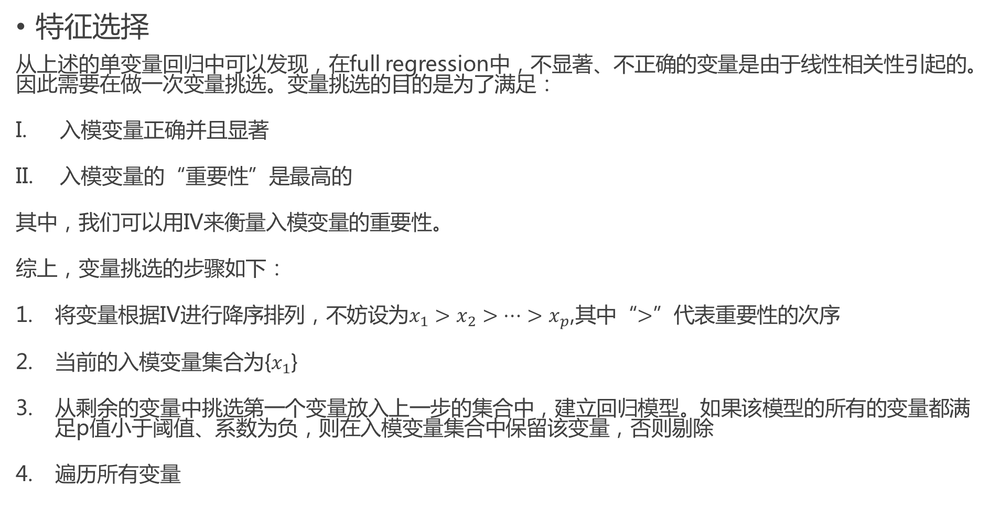 • 特征选择
从上述的单变量回归中可以发现，在full regression中，不显著、不正确的变量是由于线性相关性引起的。
因此需要在做一次变量挑选。变量挑选的目的是为了满足：
I. 入模变量正确并且显著
II. 入模变量的“重要性”是最高的
其中，我们可以用IV来衡量入模变量的重要性。
综上，变量挑选的步骤如下：
1. 将变量根据IV进行降序排列，不妨设为x₁ > x₂ > ⋯ > xₚ,其中“>”代表重要性的次序
2. 当前的入模变量集合为{x₁}
3. 从剩余的变量中挑选第一个变量放入上一步的集合中，建立回归模型。如果该模型的所有的变量都满
足p值小于阈值、系数为负，则在入模变量集合中保留该变量，否则剔除
4. 遍历所有变量